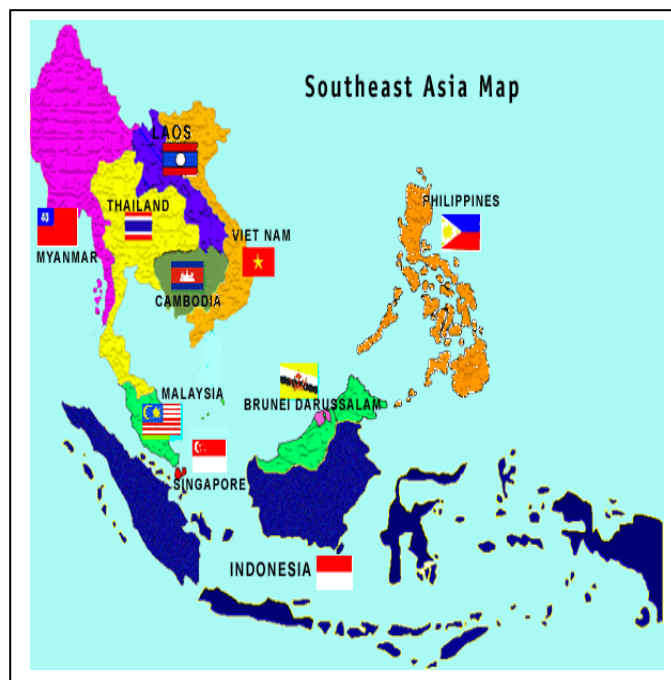 Southeast Asia Map
LAOS
THAILAND
PHILIPPINES
VIET NAM
MYANMAR
CAMBODIA
MALAYSIA
BRUNEI DARUSSALAM
SINGAPORE
INDONESIA